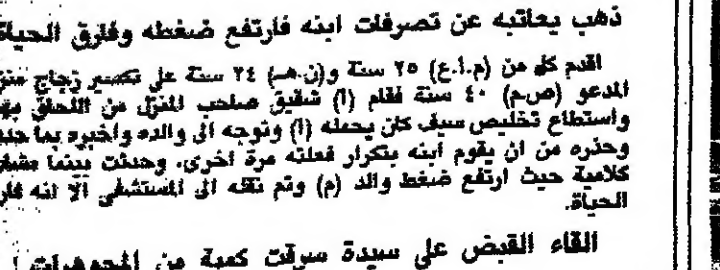 ذهب يعاتبه عن تصرفات ابنه فارتفع ضغطه وفارق الحياة
اقدم كل من (م.أ.ع) ٢٥ سنة و(ن.هـ) ٢٤ سنة على تكسير زجاج منزل
المدعو (ص.م) ٤٠ سنة فقام (أ) شقيق صاحب المنزل من اللحاق بهم
واستطاع تخليص سيف كان يحمله (أ) وتوجه الى والده واخبره بما حدث
وحذره من ان يقوم ابنه بتكرار فعلته مرة اخرى. وحدثت بينهما مشادة
كلامية حيث ارتفع ضغط والد (م) وتم نقله الى المستشفى الا انه فارق
الحياة.
القاء القبض على سيدة سرقت كمية من المجوهرات